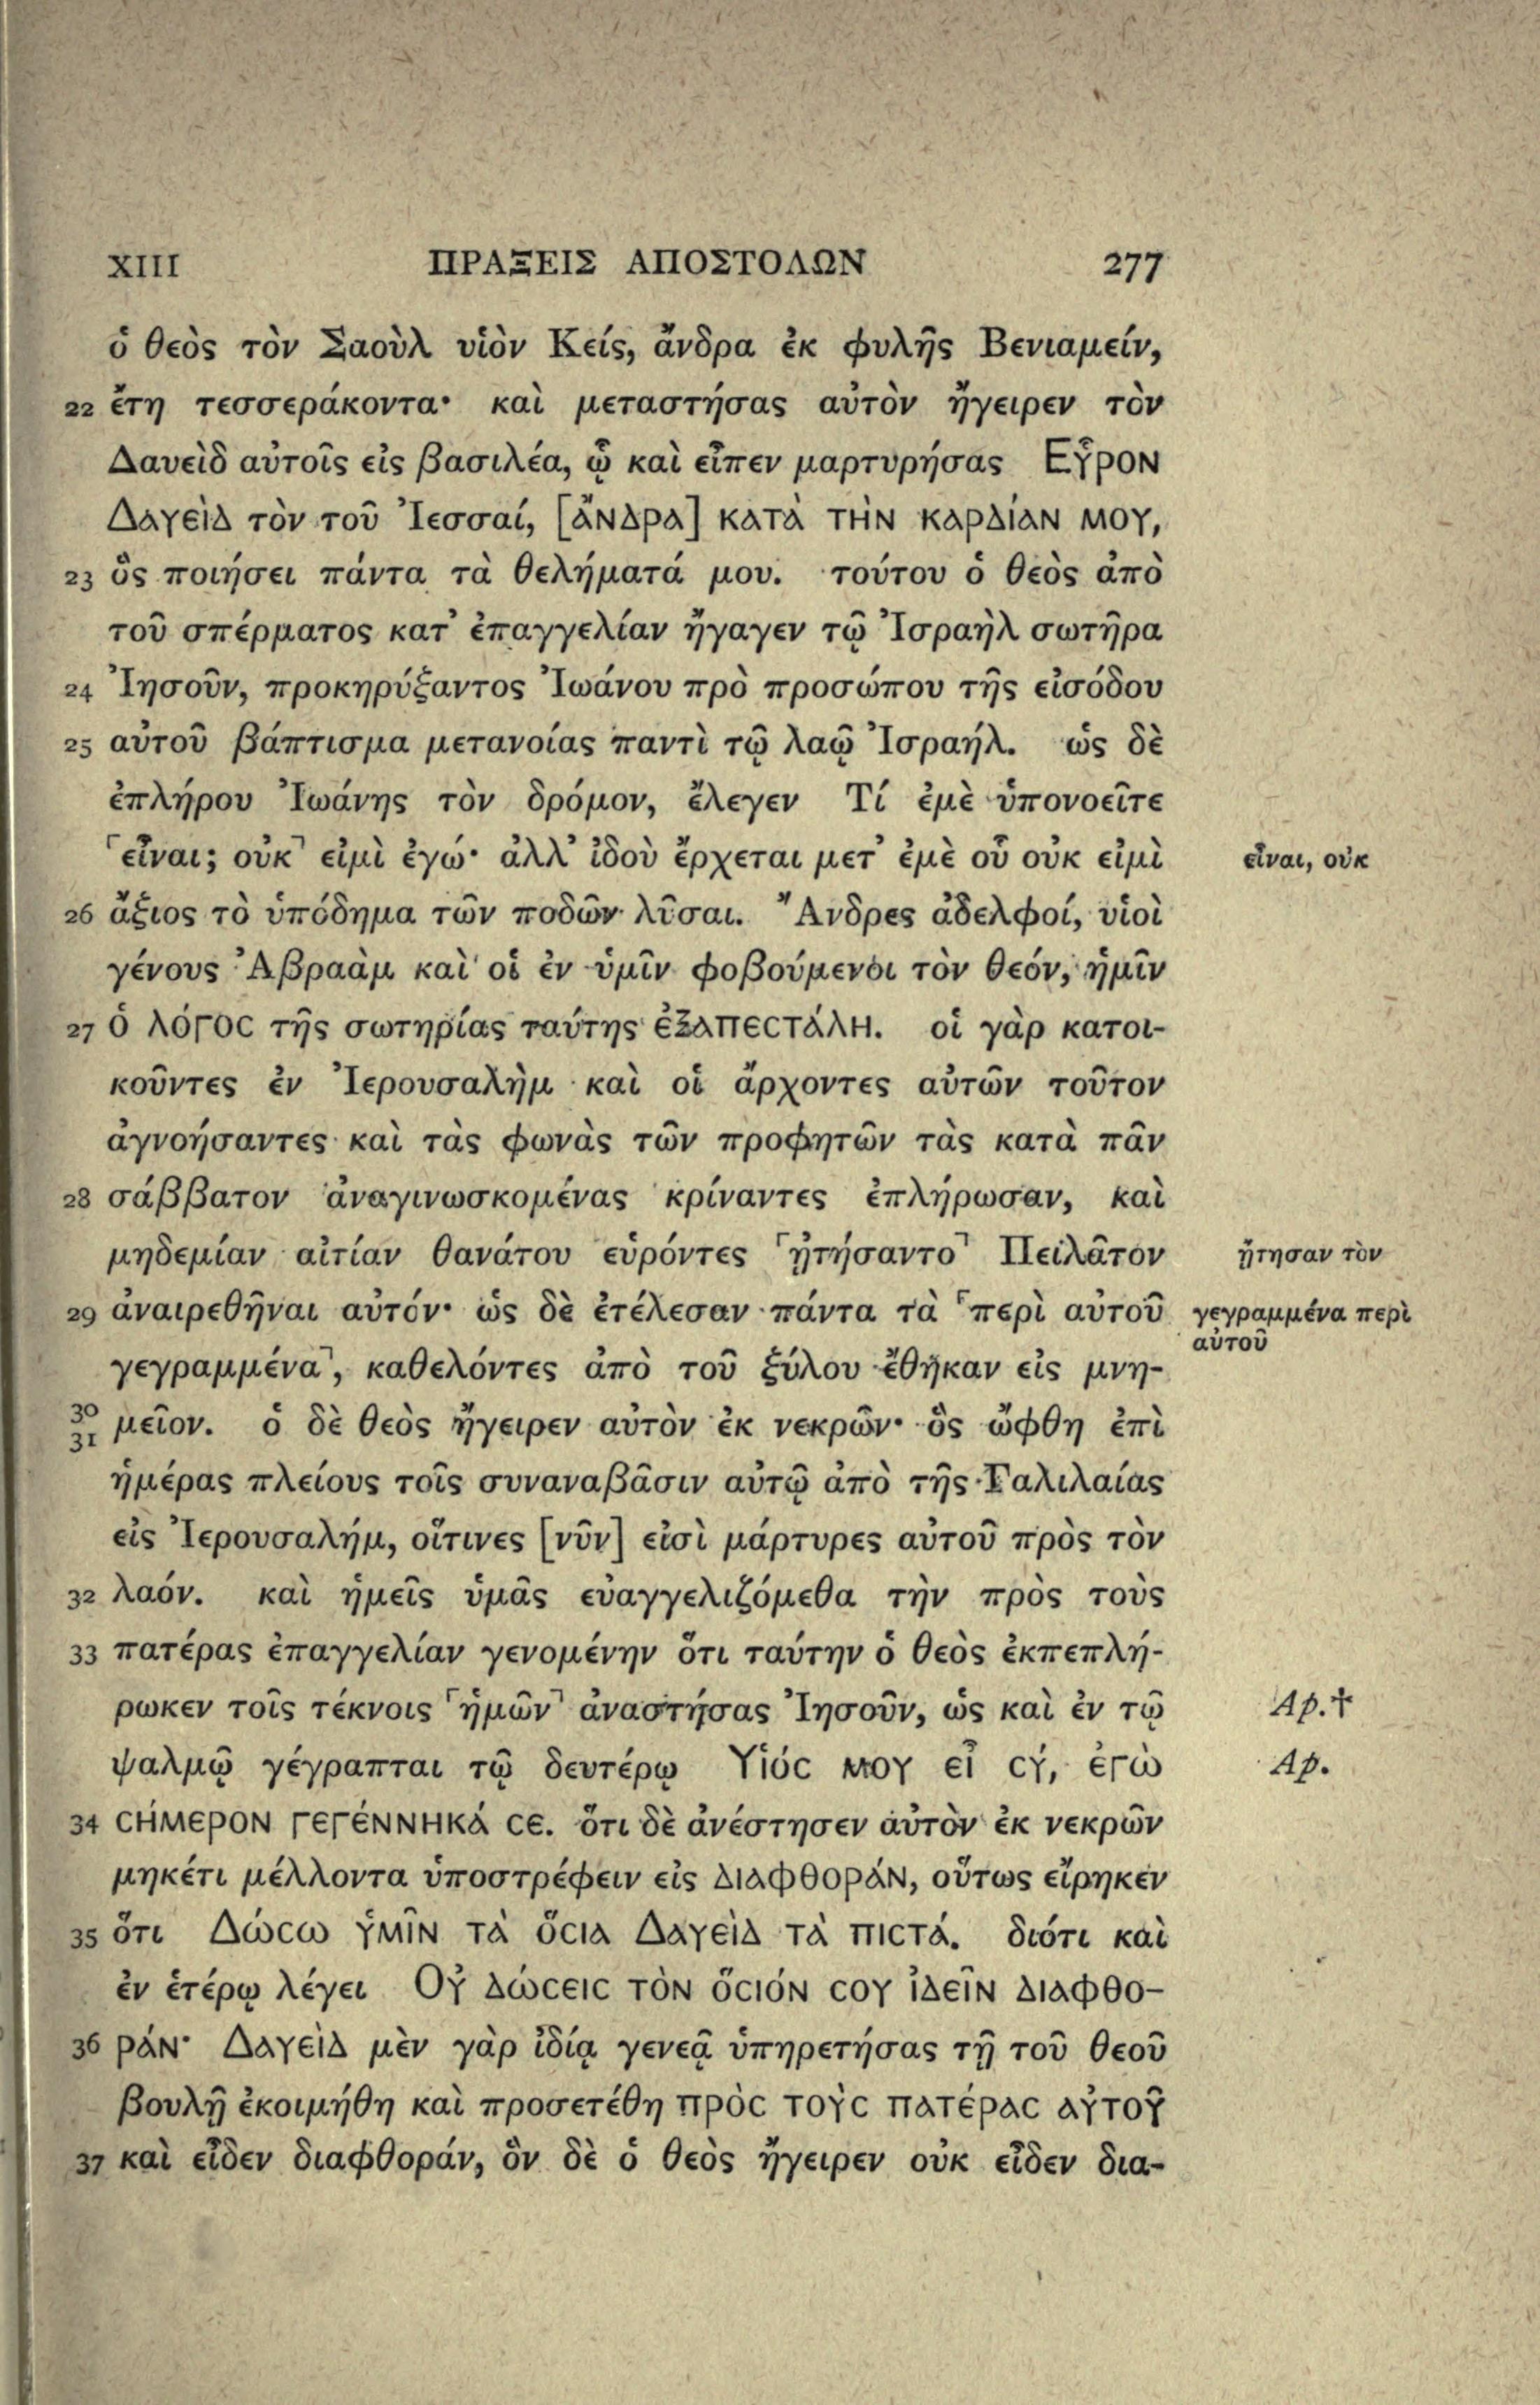 XIII ΠΡΑΞΕΙΣ ΑΠΟΣΤΟΛΩΝ 277
ὁ θεὸς τὸν Σαοὺλ υἱὸν Κείς, ἄνδρα ἐκ φυλῆς Βενιαμείν,
22 ἔτη τεσσεράκοντα· καὶ μεταστήσας αὐτὸν ἤγειρεν τὸν
Δαυεὶδ αὐτοῖς εἰς βασιλέα, ᾧ καὶ εἶπεν μαρτυρήσας Εὗρον
Δαυεὶδ τὸν τοῦ Ἰεσσαί, [ἄνδρα] κατὰ τὴν καρδίαν μου,
23 ὃς ποιήσει πάντα τὰ θελήματά μου. τούτου ὁ θεὸς ἀπὸ
τοῦ σπέρματος κατʼ ἐπαγγελίαν ἤγαγεν τῷ Ἰσραὴλ σωτῆρα
24 Ἰησοῦν, προκηρύξαντος Ἰωάνου πρὸ προσώπου τῆς εἰσόδου
25 αὐτοῦ βάπτισμα μετανοίας παντὶ τῷ λαῷ Ἰσραήλ. ὡς δὲ
ἐπλήρου Ἰωάνης τὸν δρόμον, ἔλεγεν Τί ἐμὲ ὑπονοεῖτε
⌜εἶναι; οὐκ⌝ εἰμὶ ἐγώ· ἀλλʼ ἰδοὺ ἔρχεται μετʼ ἐμὲ οὗ οὐκ εἰμὶ εἶναι, οὐκ
26 ἄξιος τὸ ὑπόδημα τῶν ποδῶν λῦσαι. Ἄνδρες ἀδελφοί, υἱοὶ
γένους Ἀβραὰμ καὶ οἱ ἐν ὑμῖν φοβούμενοι τὸν θεόν, ἡμῖν
27 ὁ λόγος τῆς σωτηρίας ταύτης ἐξαπεστάλη. οἱ γὰρ κατοι-
κοῦντες ἐν Ἰερουσαλὴμ καὶ οἱ ἄρχοντες αὐτῶν τοῦτον
ἀγνοήσαντες καὶ τὰς φωνὰς τῶν προφητῶν τὰς κατὰ πᾶν
28 σάββατον ἀναγινωσκομένας κρίναντες ἐπλήρωσαν, καὶ
μηδεμίαν αἰτίαν θανάτου εὑρόντες ⌜ᾐτήσαντο⌝ Πειλᾶτον ᾔτησαν τὸν
29 ἀναιρεθῆναι αὐτόν· ὡς δὲ ἐτέλεσαν πάντα τὰ ⌜περὶ αὐτοῦ γεγραμμένα περὶ
αὐτοῦ
γεγραμμένα⌝, καθελόντες ἀπὸ τοῦ ξύλου ἔθηκαν εἰς μνη-
30
31 μεῖον. ὁ δὲ θεὸς ἤγειρεν αὐτὸν ἐκ νεκρῶν· ὃς ὤφθη ἐπὶ
ἡμέρας πλείους τοῖς συναναβᾶσιν αὐτῷ ἀπὸ τῆς Γαλιλαίας
εἰς Ἰερουσαλήμ, οἵτινες [νῦν] εἰσὶ μάρτυρες αὐτοῦ πρὸς τὸν
32 λαόν. καὶ ἡμεῖς ὑμᾶς εὐαγγελιζόμεθα τὴν πρὸς τοὺς
33 πατέρας ἐπαγγελίαν γενομένην ὅτι ταύτην ὁ θεὸς ἐκπεπλή-
ρωκεν τοῖς τέκνοις ⌜ἡμῶν⌝ ἀναστήσας Ἰησοῦν, ὡς καὶ ἐν τῷ Ap.†
ψαλμῷ γέγραπται τῷ δευτέρῳ Υἱός μου εἶ σύ, ἐγὼ Ap.
34 σήμερον γεγέννηκά σε. ὅτι δὲ ἀνέστησεν αὐτὸν ἐκ νεκρῶν
μηκέτι μέλλοντα ὑποστρέφειν εἰς διαφθοράν, οὕτως εἴρηκεν
35 ὅτι Δώσω ὑμῖν τὰ ὅσια Δαυεὶδ τὰ πιστά. διότι καὶ
ἐν ἑτέρῳ λέγει Οὐ δώσεις τὸν ὅσιόν σου ἰδεῖν διαφθο-
36 ράν· Δαυεὶδ μὲν γὰρ ἰδίᾳ γενεᾷ ὑπηρετήσας τῇ τοῦ θεοῦ
βουλῇ ἐκοιμήθη καὶ προσετέθη πρὸς τοὺς πατέρας αὐτοῦ
37 καὶ εἶδεν διαφθοράν, ὃν δὲ ὁ θεὸς ἤγειρεν οὐκ εἶδεν δια-